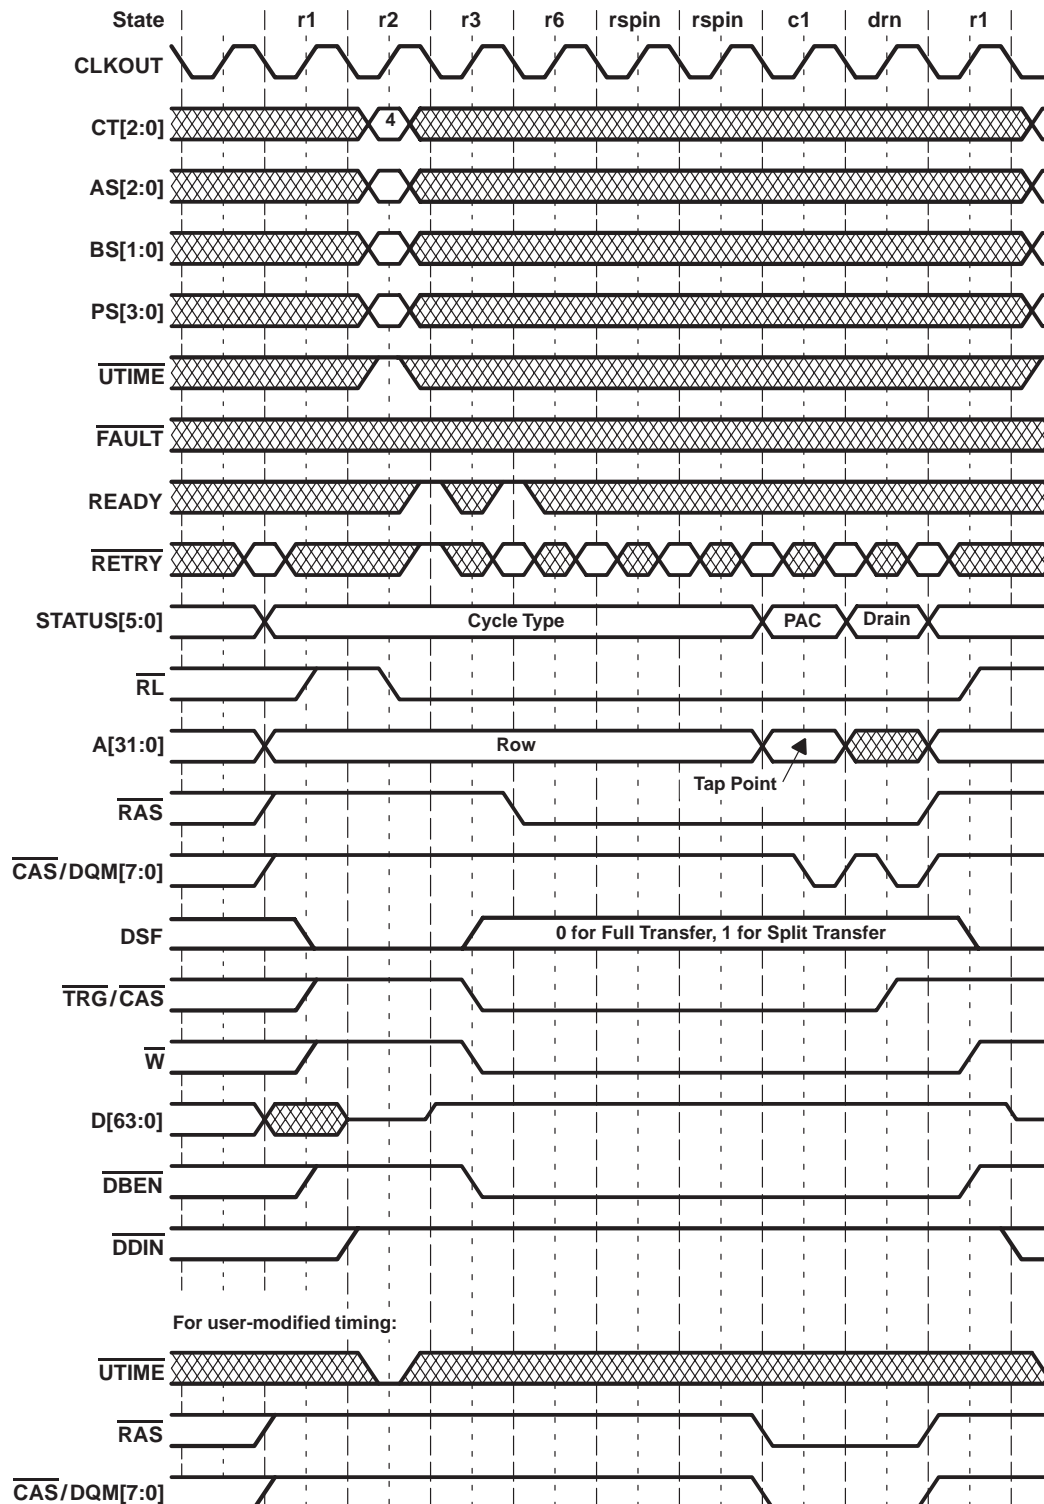 State r1 r2 r3 r6 rspin rspin c1 drn r1
CLKOUT
CT[2:0] 4
AS[2:0]
BS[1:0]
PS[3:0]
UTIME
FAULT
READY
RETRY
STATUS[5:0] Cycle Type PAC Drain
RL
A[31:0] Row
Tap Point
RAS
CAS/DQM[7:0]
DSF 0 for Full Transfer, 1 for Split Transfer
TRG/CAS
W
D[63:0]
DBEN
DDIN
For user-modified timing:
UTIME
RAS
CAS/DQM[7:0]